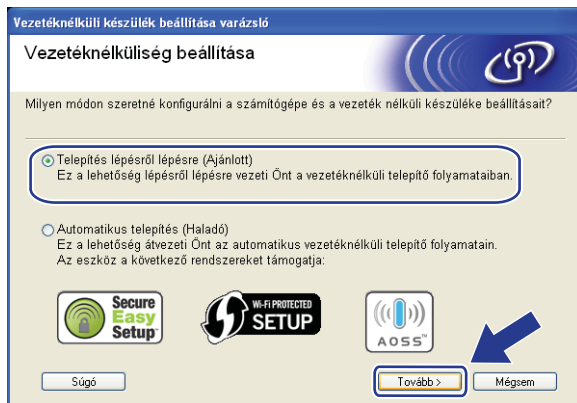 Vezetéknélküli készülék beállítása varázsló
Vezetéknélküliség beállítása
Milyen módon szeretné konfigurálni a számítógépe és a vezeték nélküli készüléke beállításait?
Telepítés lépésről lépésre (Ajánlott)
Ez a lehetőség lépésről lépésre vezeti Önt a vezetéknélküli telepítő folyamataiban.
Automatikus telepítés (Haladó)
Ez a lehetőség átvezeti Önt az automatikus vezetéknélküli telepítő folyamatain.
Az eszköz a következő rendszereket támogatja:
Secure
Easy
Setup
Wi-Fi PROTECTED
SETUP
AOSS™
Súgó
Tovább >
Mégsem